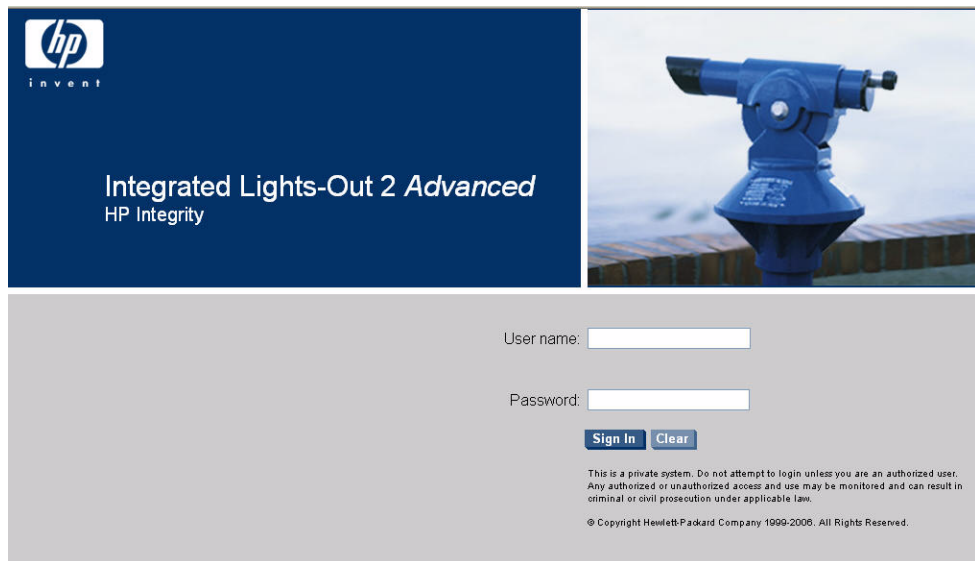 hp
invent
Integrated Lights-Out 2 Advanced
HP Integrity
User name:
Password:
Sign In Clear
This is a private system. Do not attempt to login unless you are an authorized user.
Any authorized or unauthorized access and use may be monitored and can result in
criminal or civil prosecution under applicable law.
© Copyright Hewlett-Packard Company 1999-2006. All Rights Reserved.